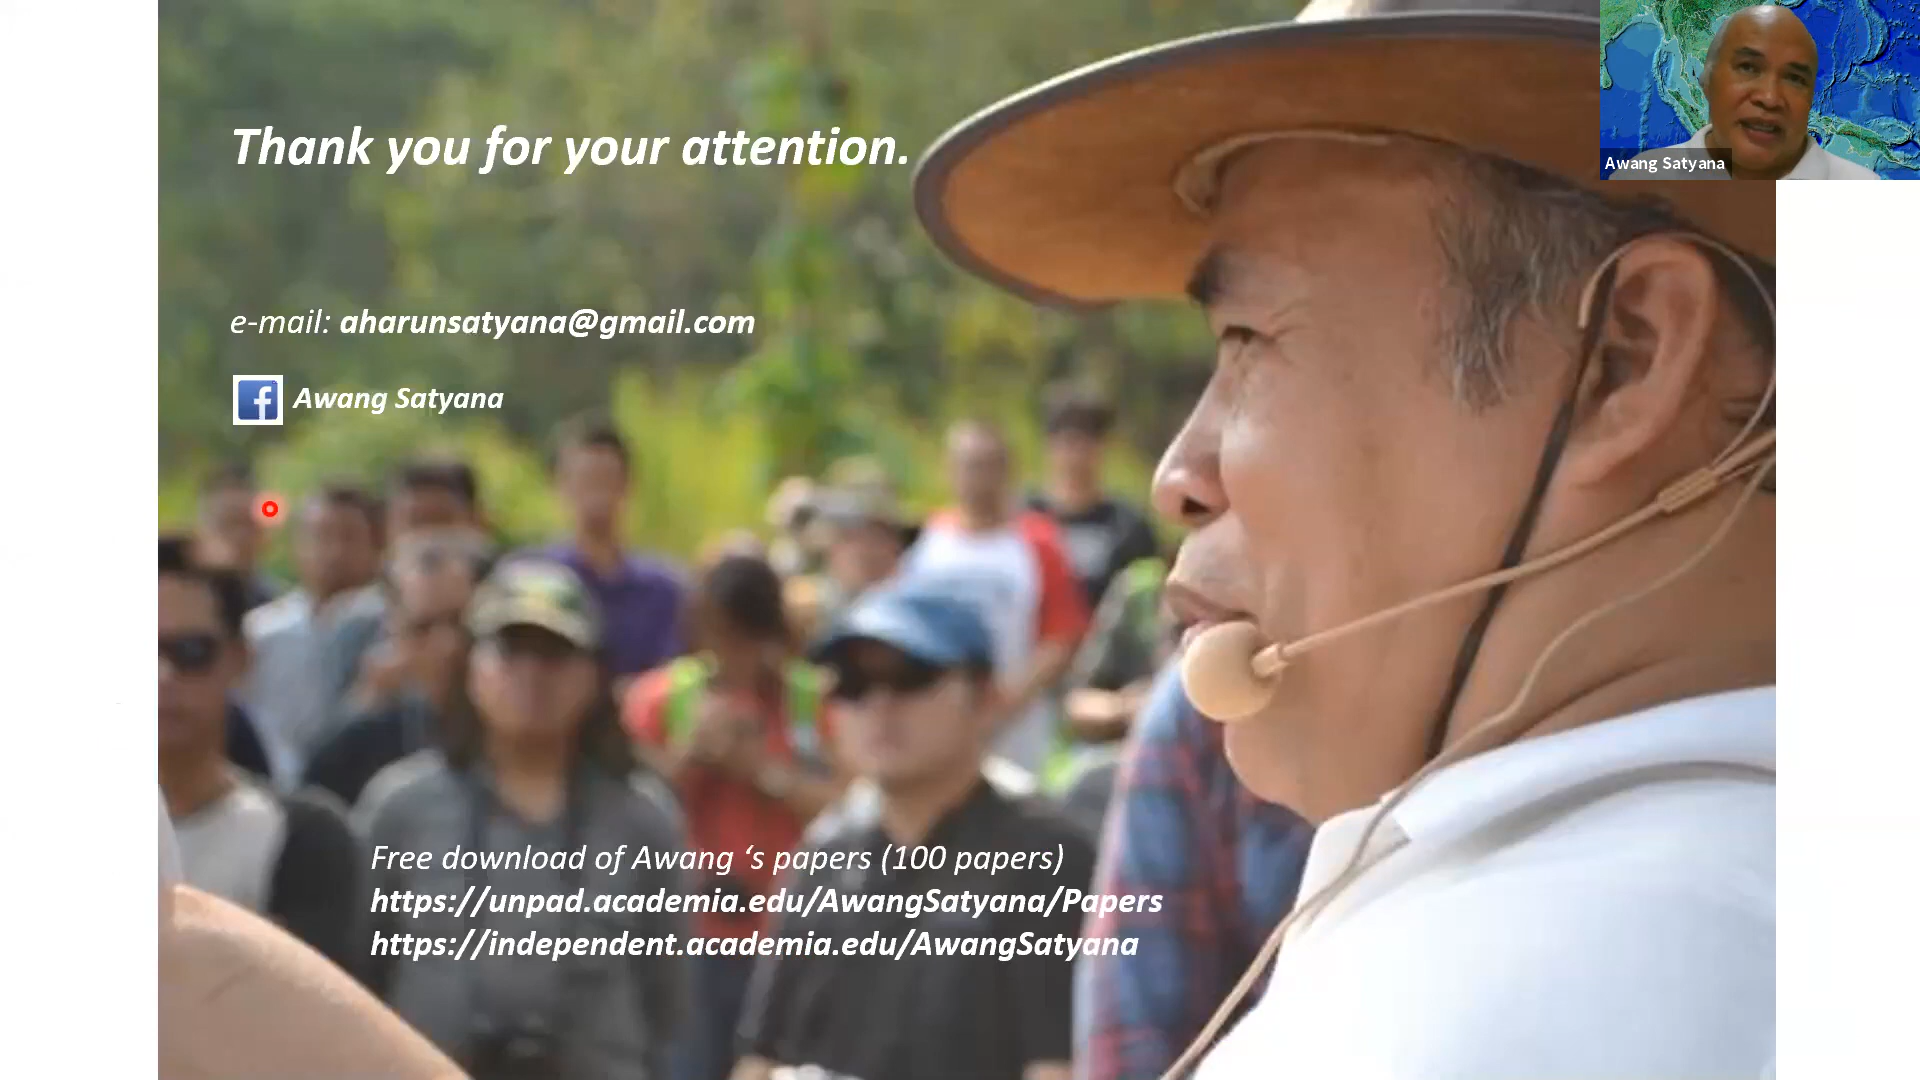 Thank you for your attention.
Awang Satyana
e-mail: aharunsatyana@gmail.com
f Awang Satyana
Free download of Awang ‘s papers (100 papers)
https://unpad.academia.edu/AwangSatyana/Papers
https://independent.academia.edu/AwangSatyana